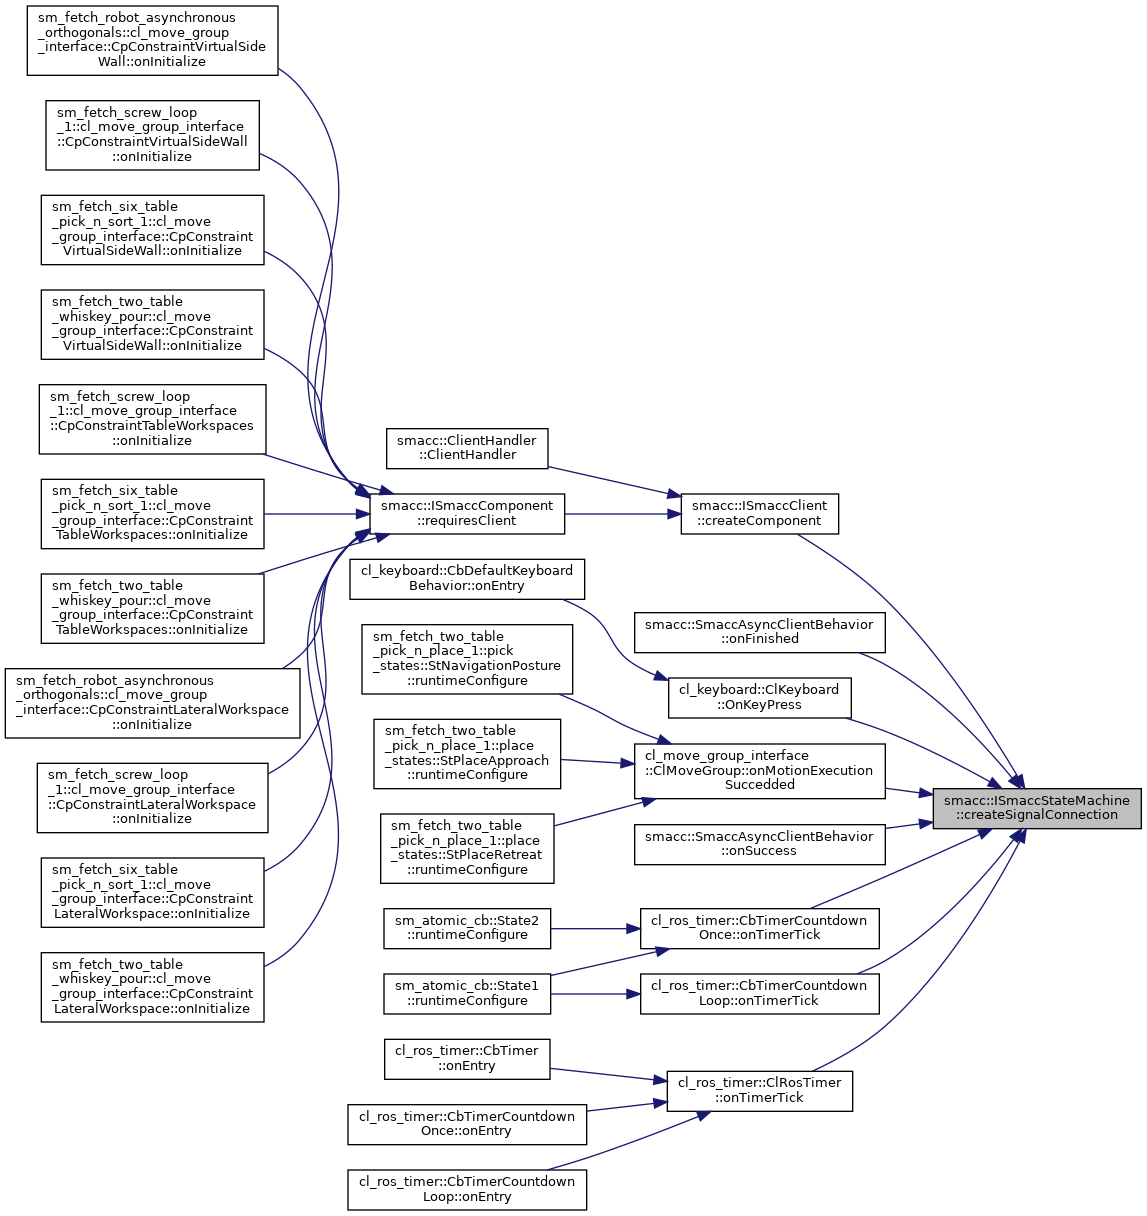 sm_fetch_robot_asynchronous
_orthogonals::cl_move_group
_interface::CpConstraintVirtualSide
Wall::onInitialize
sm_fetch_screw_loop
_1::cl_move_group_interface
::CpConstraintVirtualSideWall
::onInitialize
sm_fetch_six_table
_pick_n_sort_1::cl_move
_group_interface::CpConstraint
VirtualSideWall::onInitialize
sm_fetch_two_table
_whiskey_pour::cl_move
_group_interface::CpConstraint
VirtualSideWall::onInitialize
sm_fetch_screw_loop
_1::cl_move_group_interface
::CpConstraintTableWorkspaces
::onInitialize
sm_fetch_six_table
_pick_n_sort_1::cl_move
_group_interface::CpConstraint
TableWorkspaces::onInitialize
sm_fetch_two_table
_whiskey_pour::cl_move
_group_interface::CpConstraint
TableWorkspaces::onInitialize
sm_fetch_robot_asynchronous
_orthogonals::cl_move_group
_interface::CpConstraintLateralWorkspace
::onInitialize
sm_fetch_screw_loop
_1::cl_move_group_interface
::CpConstraintLateralWorkspace
::onInitialize
sm_fetch_six_table
_pick_n_sort_1::cl_move
_group_interface::CpConstraint
LateralWorkspace::onInitialize
sm_fetch_two_table
_whiskey_pour::cl_move
_group_interface::CpConstraint
LateralWorkspace::onInitialize
smacc::ClientHandler
::ClientHandler
smacc::ISmaccComponent
::requiresClient
cl_keyboard::CbDefaultKeyboard
Behavior::onEntry
sm_fetch_two_table
_pick_n_place_1::pick
_states::StNavigationPosture
::runtimeConfigure
sm_fetch_two_table
_pick_n_place_1::place
_states::StPlaceApproach
::runtimeConfigure
sm_fetch_two_table
_pick_n_place_1::place
_states::StPlaceRetreat
::runtimeConfigure
sm_atomic_cb::State2
::runtimeConfigure
sm_atomic_cb::State1
::runtimeConfigure
cl_ros_timer::CbTimer
::onEntry
cl_ros_timer::CbTimerCountdown
Once::onEntry
cl_ros_timer::CbTimerCountdown
Loop::onEntry
smacc::ISmaccClient
::createComponent
smacc::SmaccAsyncClientBehavior
::onFinished
cl_keyboard::ClKeyboard
::OnKeyPress
cl_move_group_interface
::ClMoveGroup::onMotionExecution
Succedded
smacc::SmaccAsyncClientBehavior
::onSuccess
cl_ros_timer::CbTimerCountdown
Once::onTimerTick
cl_ros_timer::CbTimerCountdown
Loop::onTimerTick
cl_ros_timer::ClRosTimer
::onTimerTick
smacc::ISmaccStateMachine
::createSignalConnection